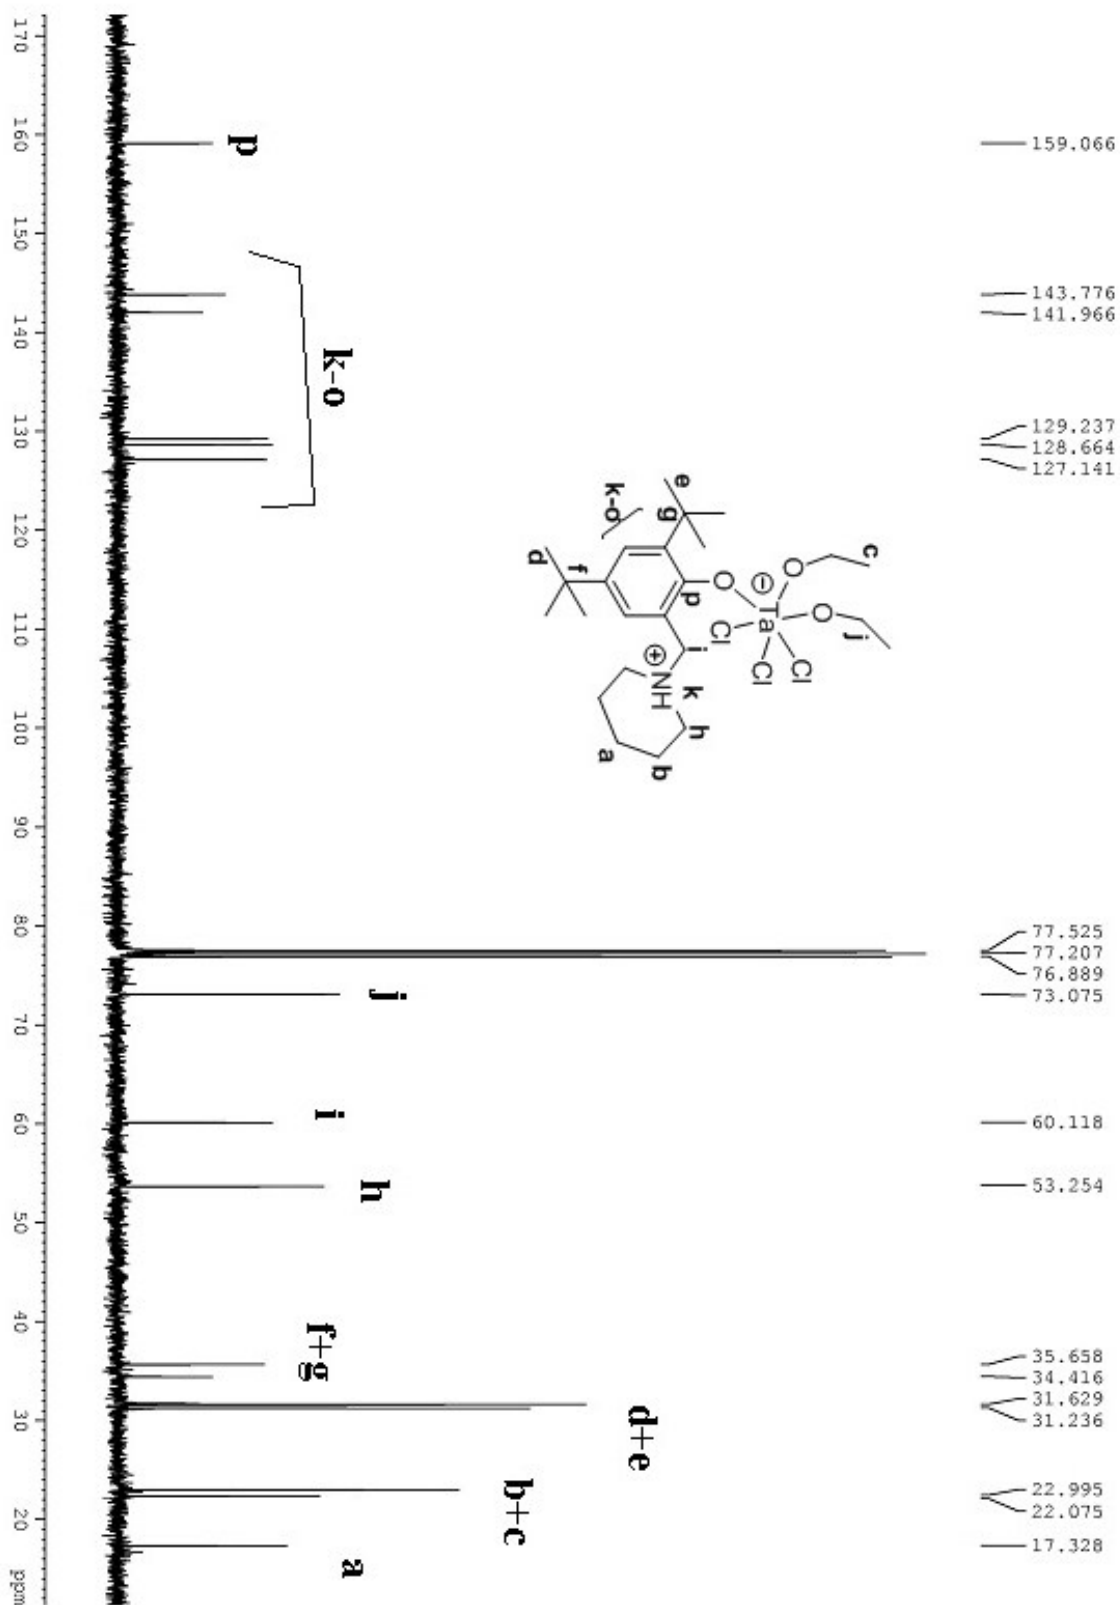 159.066
143.776
141.966
129.237
128.664
127.141
77.525
77.207
76.889
73.075
60.118
53.254
35.658
34.416
31.629
31.236
22.995
22.075
17.328
p
k-o
j
i
h
f+g
d+e
b+c
a
c
O
O
j
⊖
Ta
O
Cl
Cl
Cl
e
g
k-o
p
i
d
f
⊕
NH
k
h
a
b
170
160
150
140
130
120
110
100
90
80
70
60
50
40
30
20
ppm